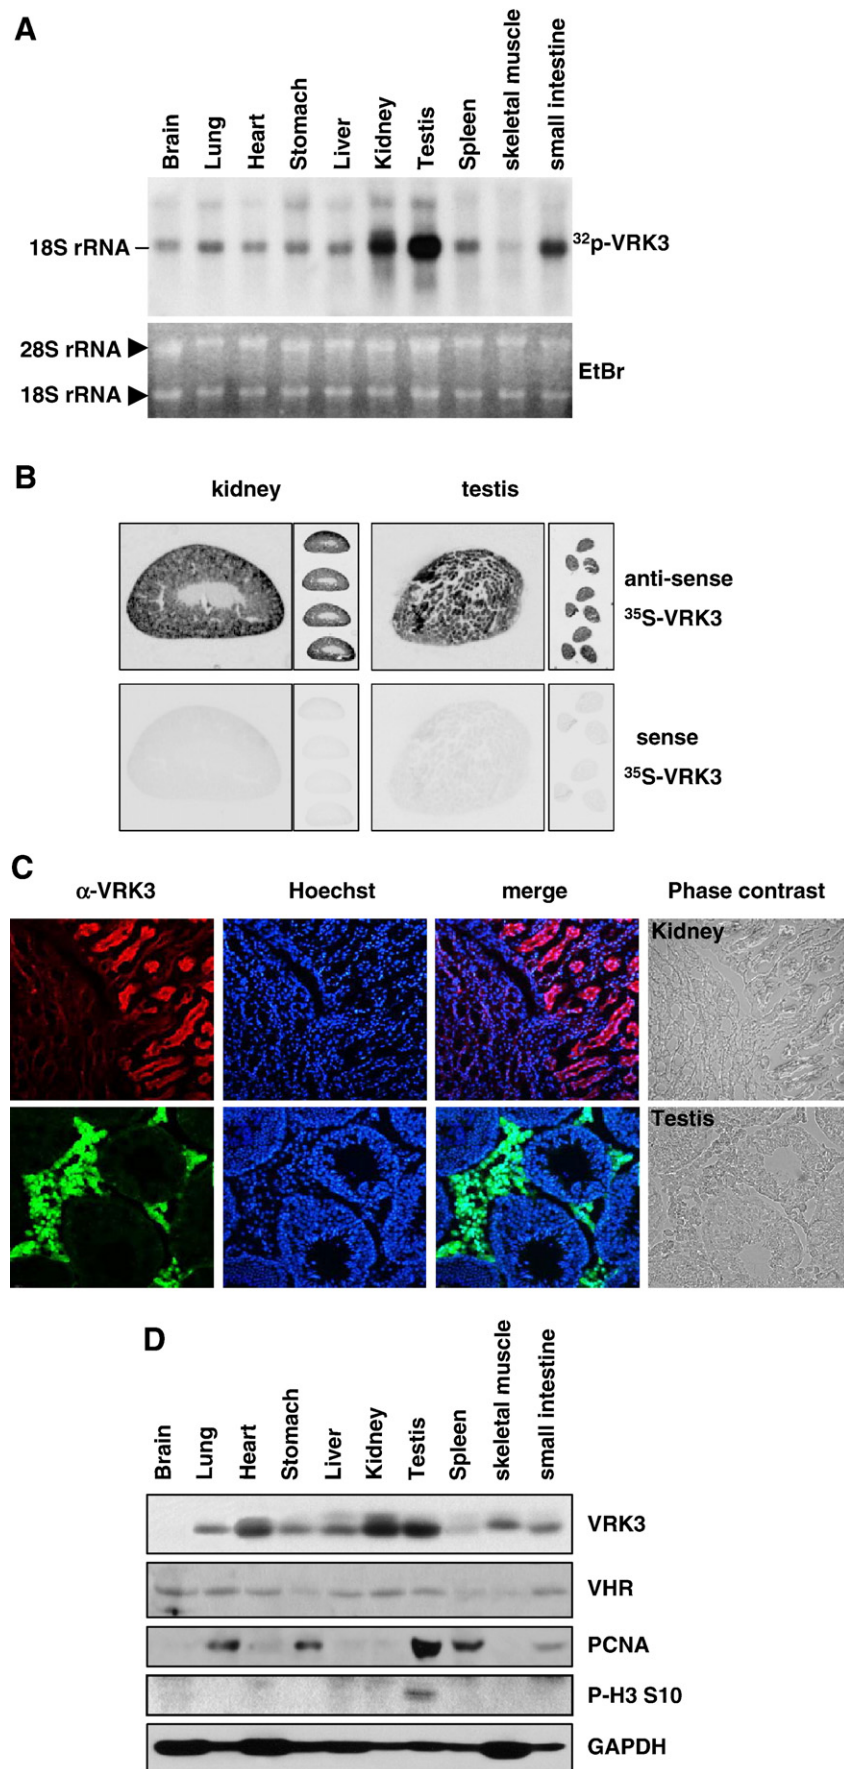 A
Brain
Lung
Heart
Stomach
Liver
Kidney
Testis
Spleen
skeletal muscle
small intestine
18S rRNA
³²p-VRK3
28S rRNA
18S rRNA
EtBr
B
kidney
testis
anti-sense
³⁵S-VRK3
sense
³⁵S-VRK3
C
α-VRK3
Hoechst
merge
Phase contrast
Kidney
Testis
D
Brain
Lung
Heart
Stomach
Liver
Kidney
Testis
Spleen
skeletal muscle
small intestine
VRK3
VHR
PCNA
P-H3 S10
GAPDH